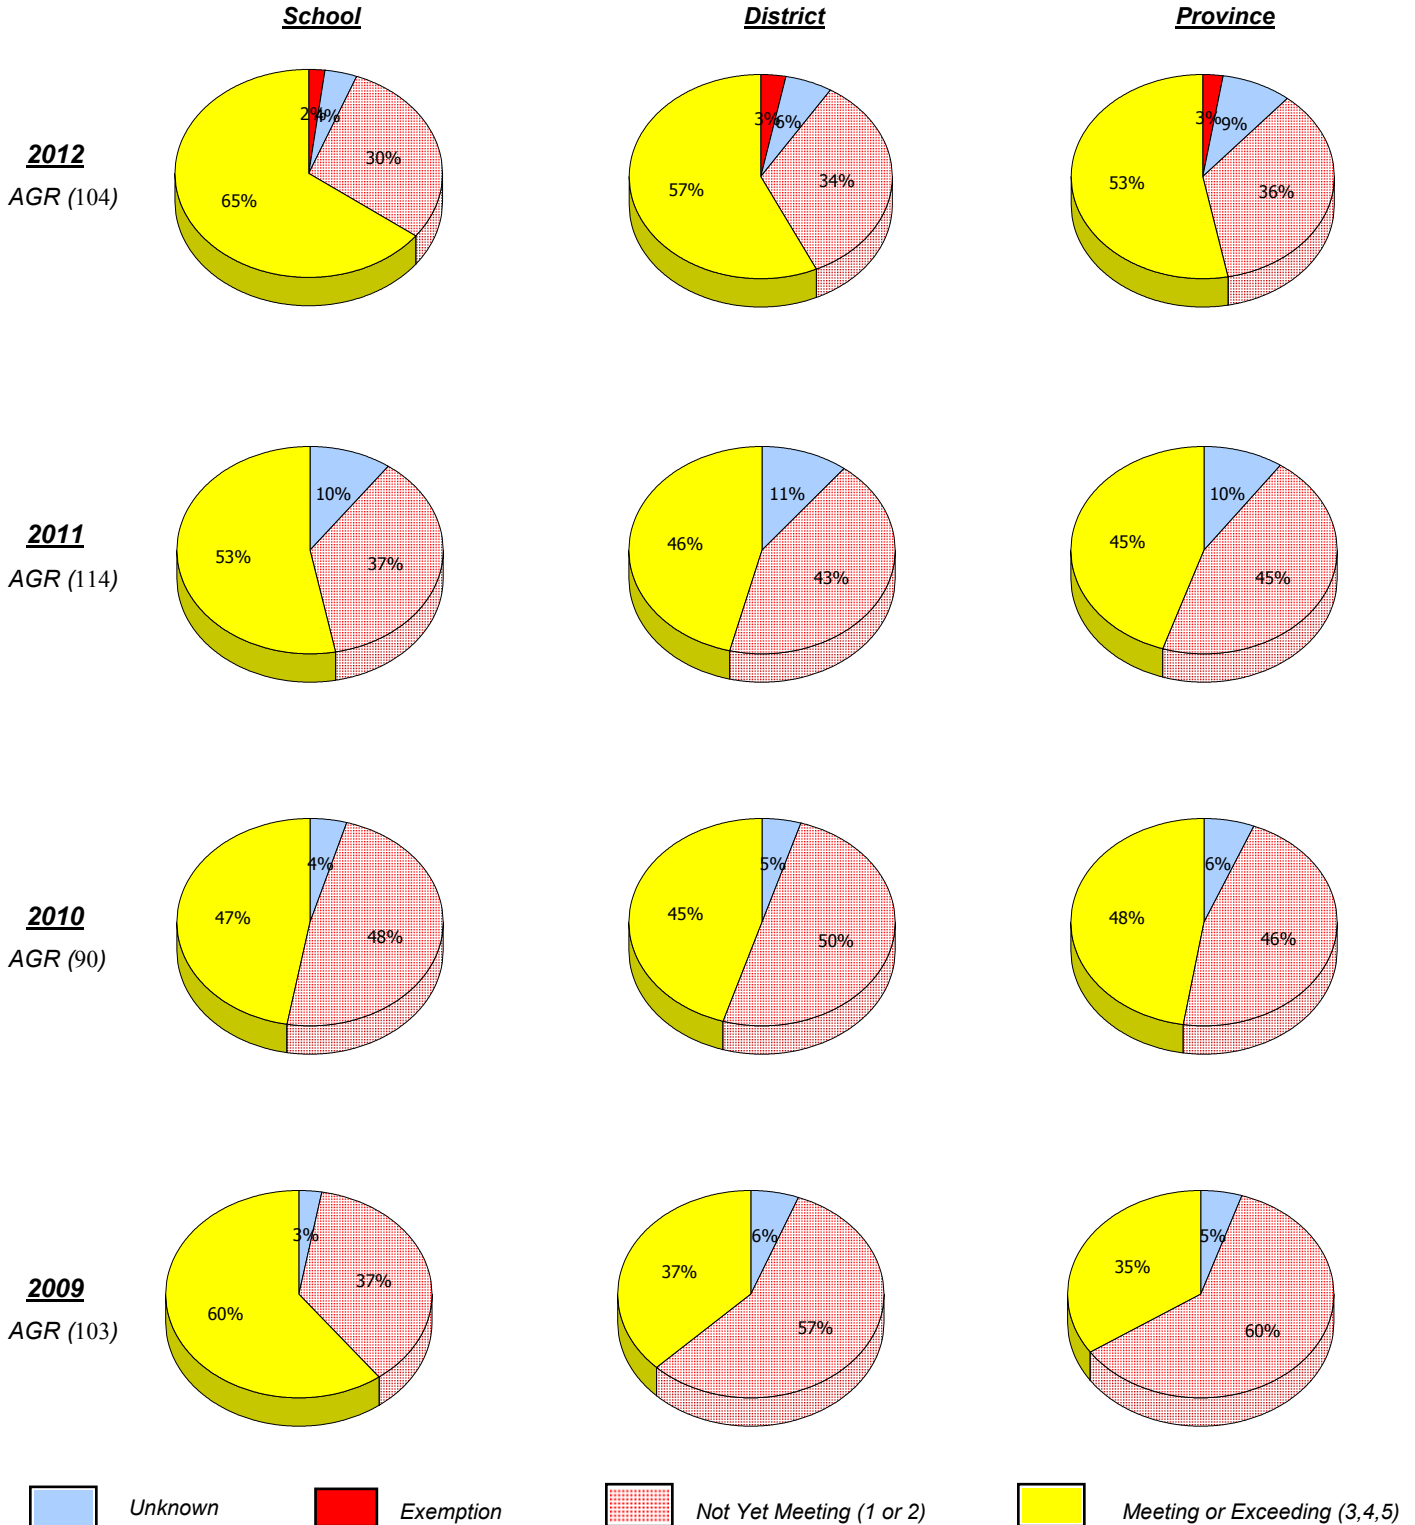 School District Province
2012
AGR (104)
2% 4% 30% 65%
3% 6% 34% 57%
3% 9% 36% 53%
2011
AGR (114)
10% 37% 53%
11% 43% 46%
10% 45% 45%
2010
AGR (90)
4% 48% 47%
5% 50% 45%
6% 46% 48%
2009
AGR (103)
3% 37% 60%
6% 57% 37%
5% 60% 35%
Unknown Exemption Not Yet Meeting (1 or 2) Meeting or Exceeding (3,4,5)